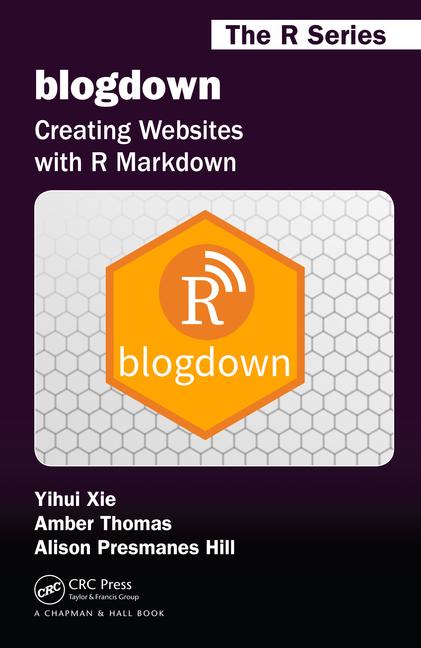 The R Series
blogdown
Creating Websites
with R Markdown
R
blogdown
Yihui Xie
Amber Thomas
Alison Presmanes Hill
CRC CRC Press
Taylor & Francis Group
A CHAPMAN & HALL BOOK